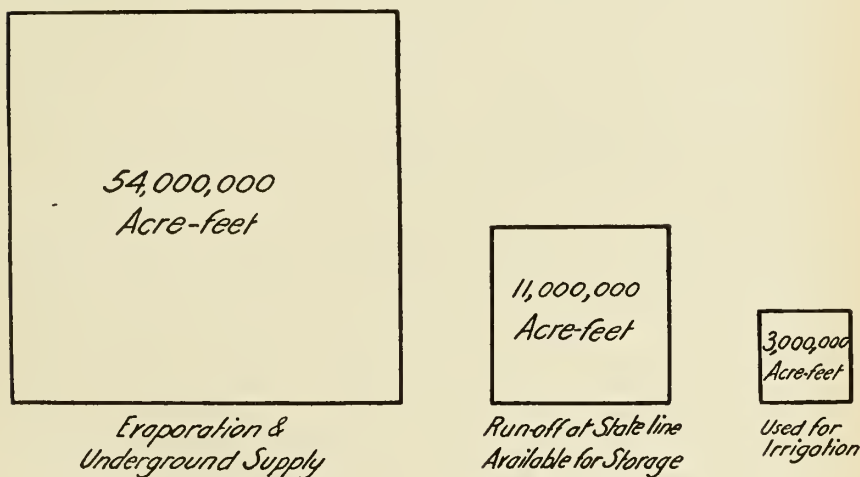 54,000,000
Acre-feet
Evaporation &
Underground Supply
11,000,000
Acre-feet
Run-off at State line
Available for Storage
3,000,000
Acre-feet
Used for
Irrigation